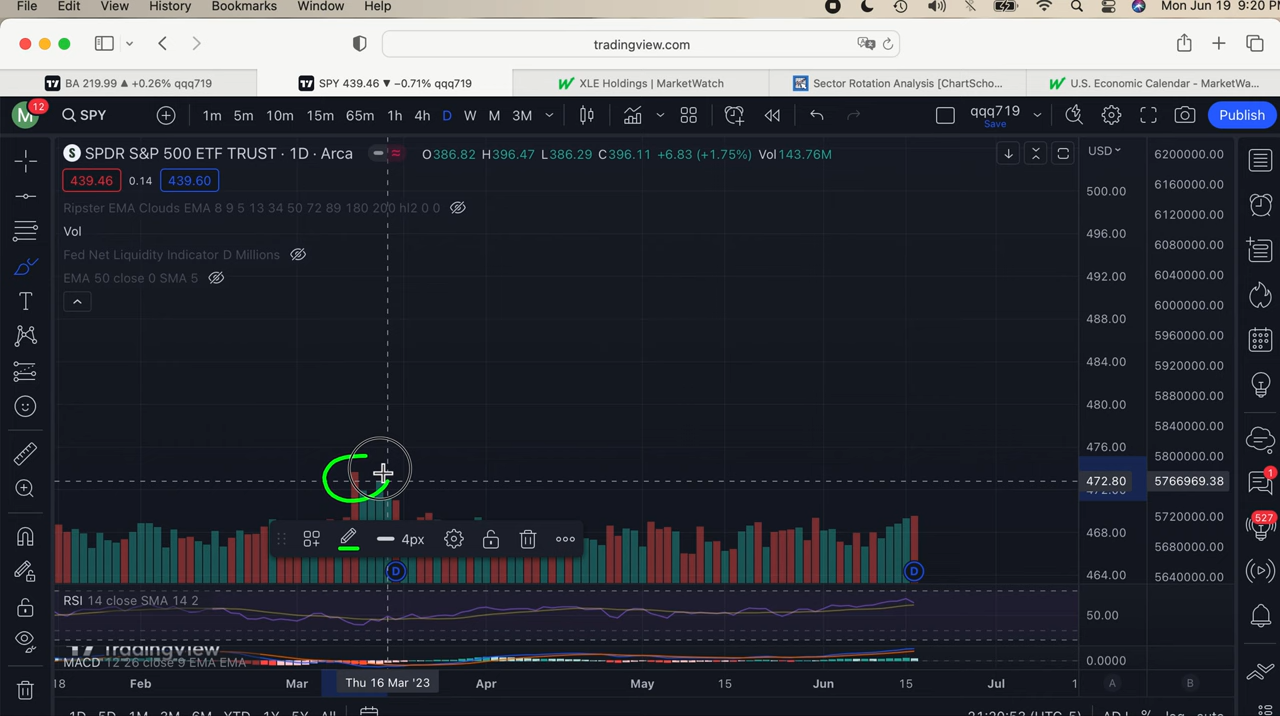 File Edit View History Bookmarks Window Help Mon Jun 19 9:20
tradingview.com
BA 219.99 ▲ +0.26% qqq719
SPY 439.46 ▼ −0.71% qqq719
XLE Holdings | MarketWatch
Sector Rotation Analysis [ChartScho...
U.S. Economic Calendar - MarketWa...
M 12 SPY 1m 5m 10m 15m 65m 1h 4h D W M 3M qqq719 Save Publish
SPDR S&P 500 ETF TRUST · 1D · Arca O386.82 H396.47 L386.29 C396.11 +6.83 (+1.75%) Vol143.76M
439.46 0.14 439.60
Ripster EMA Clouds EMA 8 9 5 13 34 50 72 89 180 200 hl2 0 0
Vol
Fed Net Liquidity Indicator D Millions
EMA 50 close 0 SMA 5
USD
500.00
496.00
492.00
488.00
484.00
480.00
476.00
472.80
468.00
464.00
50.00
0.0000
6200000.00
6160000.00
6120000.00
6080000.00
6040000.00
6005000.00
5960000.00
5920000.00
5880000.00
5840000.00
5800000.00
5766969.38
5720000.00
5680000.00
5640000.00
4px
D
D
RSI 14 close SMA 14 2
TradingView
MACD 12 26 close 9 EMA EMA
18 Feb Mar Thu 16 Mar '23 Apr May 15 Jun 15 Jul
A B
1
527